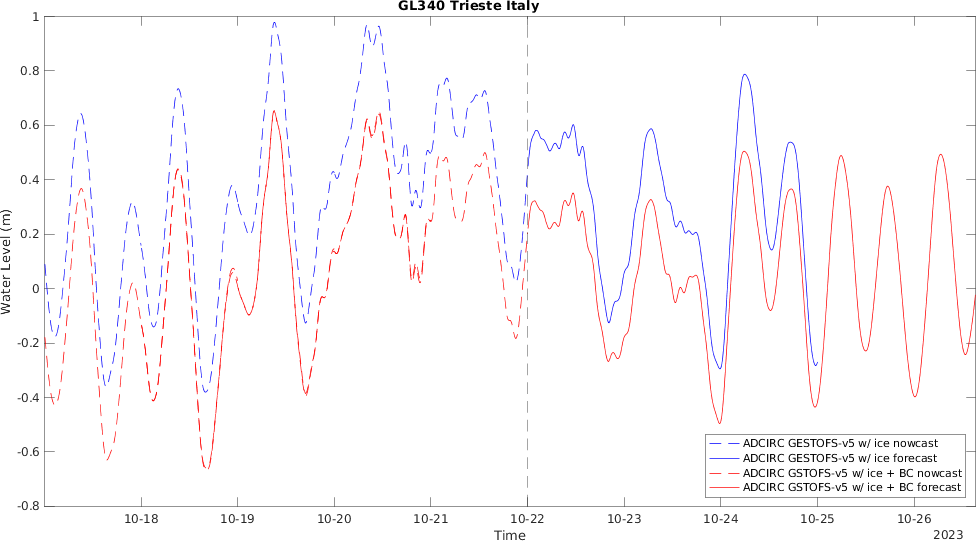 GL340 Trieste Italy
Water Level (m)
1
0.8
0.6
0.4
0.2
0
-0.2
-0.4
-0.6
-0.8
ADCIRC GESTOFS-v5 w/ ice nowcast
ADCIRC GESTOFS-v5 w/ ice forecast
ADCIRC GSTOFS-v5 w/ ice + BC nowcast
ADCIRC GSTOFS-v5 w/ ice + BC forecast
10-18 10-19 10-20 10-21 10-22 10-23 10-24 10-25 10-26
Time
2023